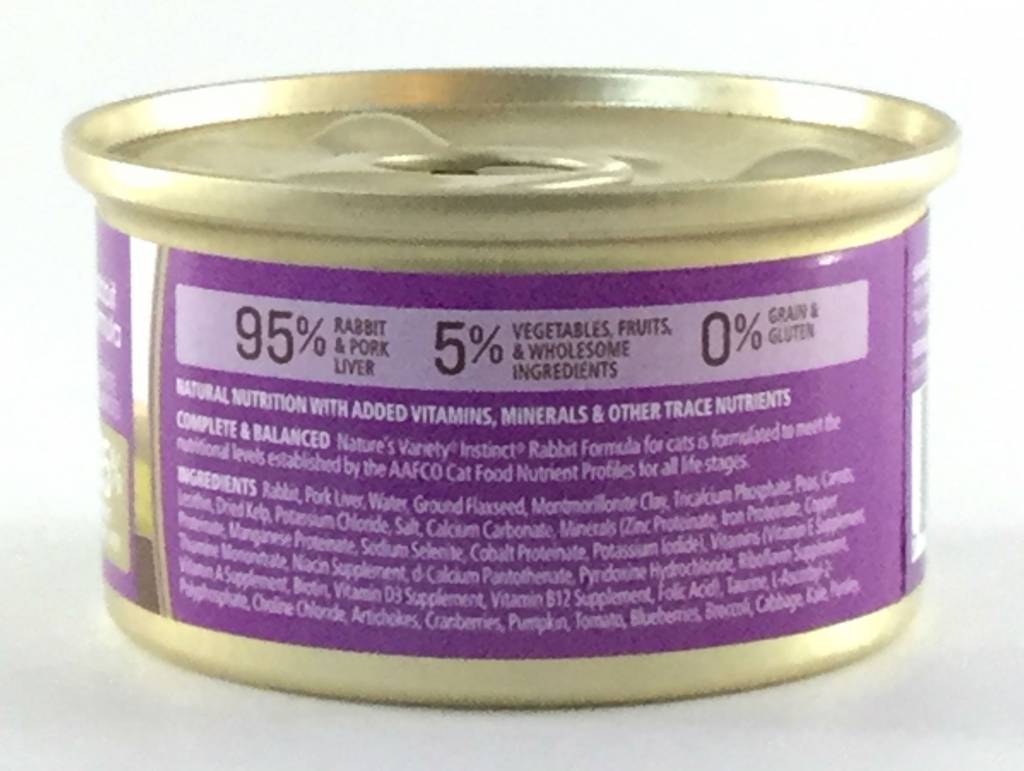 95% RABBIT & PORK LIVER
5% VEGETABLES, FRUITS, & WHOLESOME INGREDIENTS
0% GRAIN & GLUTEN
NATURAL NUTRITION WITH ADDED VITAMINS, MINERALS & OTHER TRACE NUTRIENTS
COMPLETE & BALANCED Nature's Variety® Instinct® Rabbit Formula for cats is formulated to meet the
nutritional levels established by the AAFCO Cat Food Nutrient Profiles for all life stages.
INGREDIENTS Rabbit, Pork Liver, Water, Ground Flaxseed, Montmorillonite Clay, Tricalcium Phosphate, Peas, Carrots,
Lecithin, Dried Kelp, Potassium Chloride, Salt, Calcium Carbonate, Minerals (Zinc Proteinate, Iron Proteinate, Copper
Proteinate, Manganese Proteinate, Sodium Selenite, Cobalt Proteinate, Potassium Iodide), Vitamins (Vitamin E Supplement,
Thiamine Mononitrate, Niacin Supplement, d-Calcium Pantothenate, Pyridoxine Hydrochloride, Riboflavin Supplement,
Vitamin A Supplement, Biotin, Vitamin D3 Supplement, Vitamin B12 Supplement, Folic Acid), Taurine,
Polyphosphate, Choline Chloride, Artichokes, Cranberries, Pumpkin, Tomato, Blueberries, Broccoli, Cabbage, Kale, Parsley